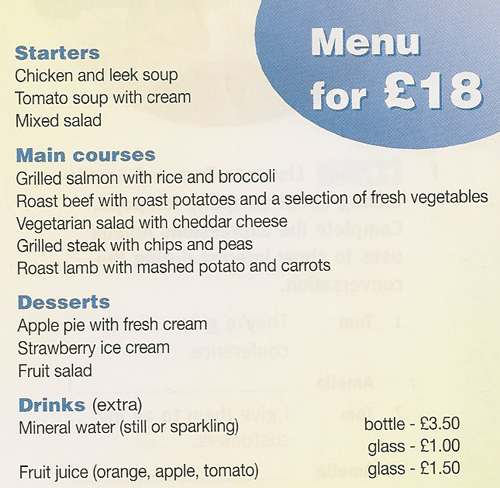 Menu
for £18
Starters
Chicken and leek soup
Tomato soup with cream
Mixed salad
Main courses
Grilled salmon with rice and broccoli
Roast beef with roast potatoes and a selection of fresh vegetables
Vegetarian salad with cheddar cheese
Grilled steak with chips and peas
Roast lamb with mashed potato and carrots
Desserts
Apple pie with fresh cream
Strawberry ice cream
Fruit salad
Drinks (extra)
Mineral water (still or sparkling) bottle - £3.50
glass - £1.00
Fruit juice (orange, apple, tomato) glass - £1.50